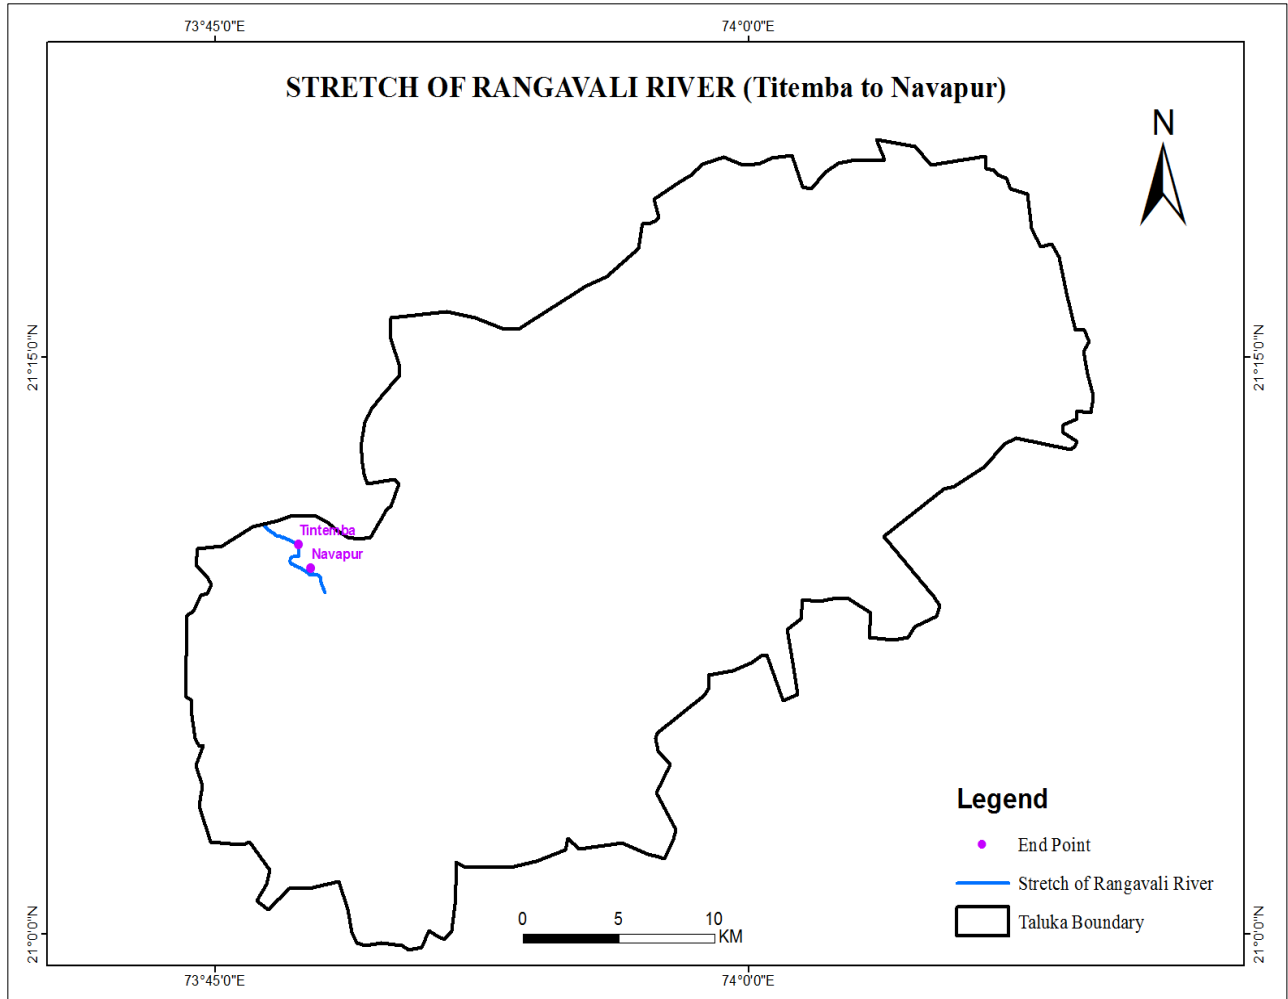 73°45'0"E
74°0'0"E
STRETCH OF RANGAVALI RIVER (Titemba to Navapur)
N
21°15'0"N
21°15'0"N
Tintemba
Navapur
Legend
End Point
Stretch of Rangavali River
Taluka Boundary
0 5 10
KM
21°0'0"N
21°0'0"N
73°45'0"E
74°0'0"E